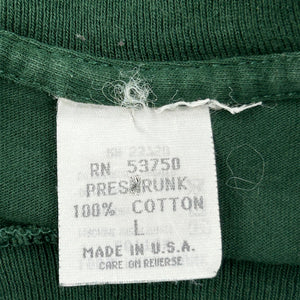 RN 53750
PRESHRUNK
100% COTTON
L
MADE IN U.S.A.
CARE ON REVERSE